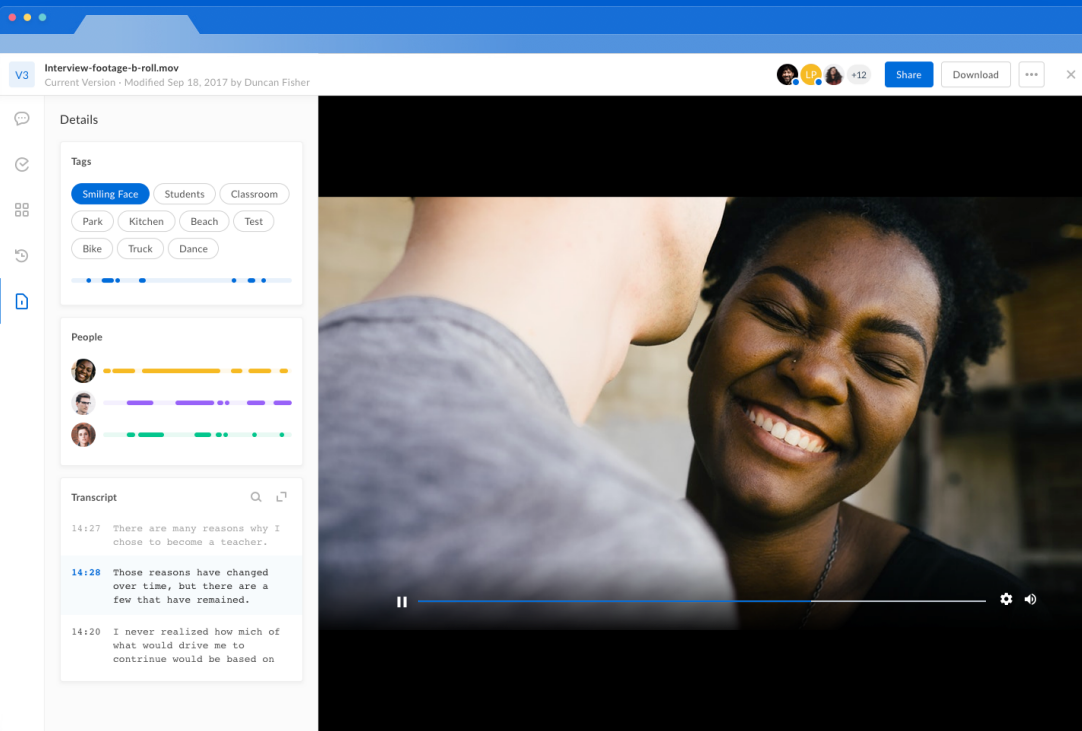 V3
Interview-footage-b-roll.mov
Current Version - Modified Sep 18, 2017 by Duncan Fisher
LP
+12
Share
Download
Details
Tags
Smiling Face
Students
Classroom
Park
Kitchen
Beach
Test
Bike
Truck
Dance
People
Transcript
14:27 There are many reasons why I
chose to become a teacher.
14:28 Those reasons have changed
over time, but there are a
few that have remained.
14:20 I never realized how mich of
what would drive me to
contrinue would be based on